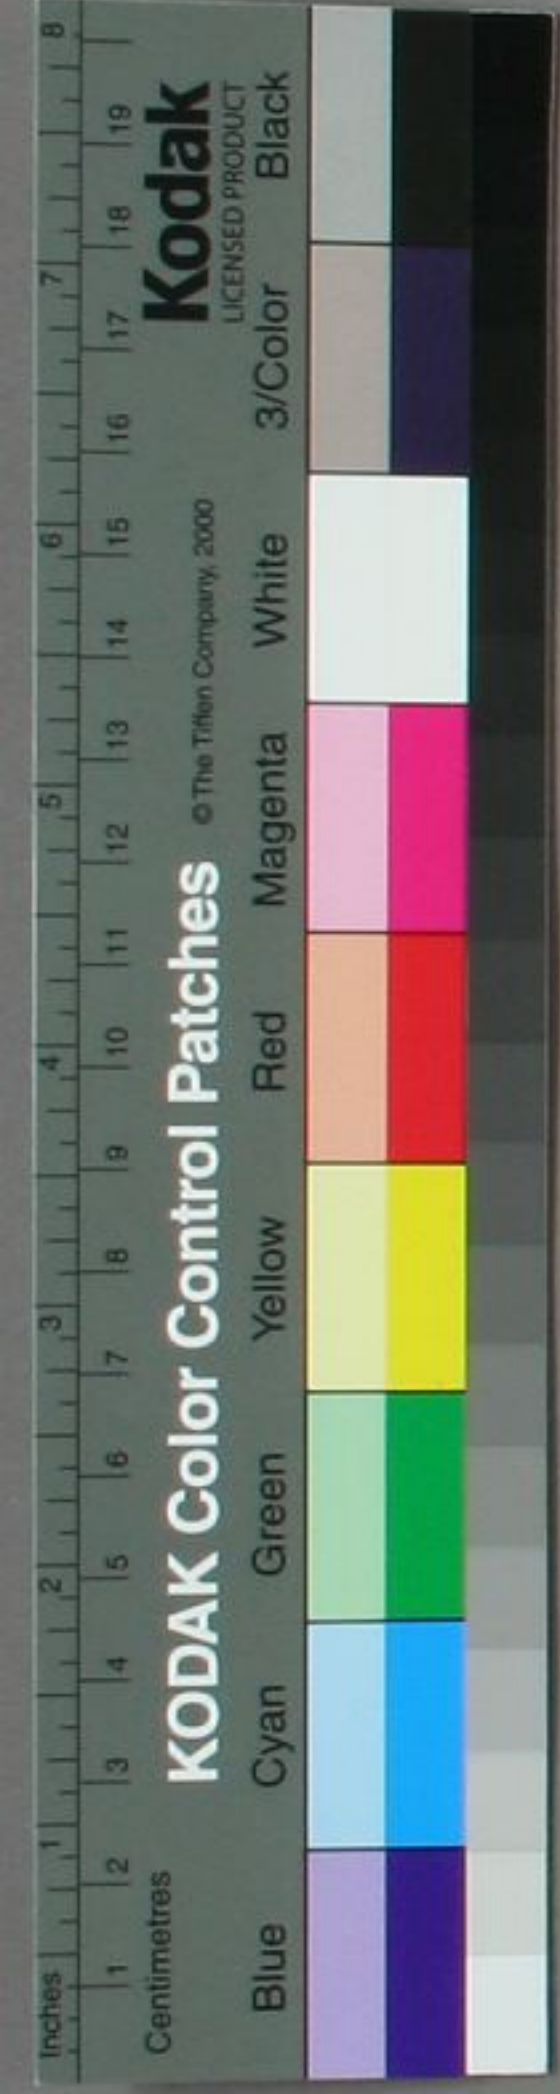 Inches 1 2 3 4 5 6 7 8
1 2 3 4 5 6 7 8 9 10 11 12 13 14 15 16 17 18 19
Centimetres
KODAK Color Control Patches © The Tiffen Company, 2000 Kodak
LICENSED PRODUCT
Blue Cyan Green Yellow Red Magenta White 3/Color Black